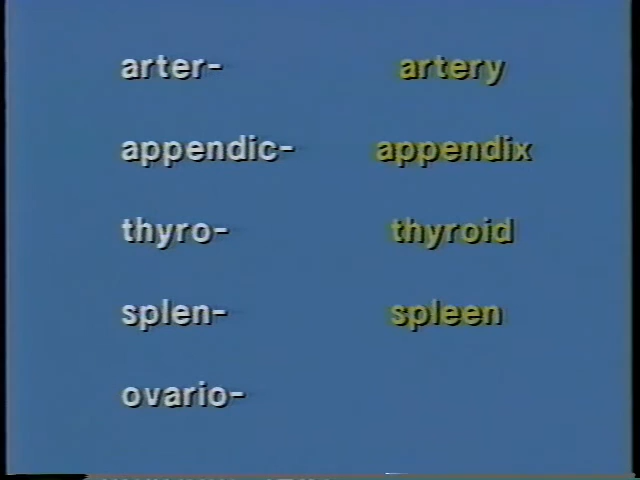 arter- artery
appendic- appendix
thyro- thyroid
splen- spleen
ovario-